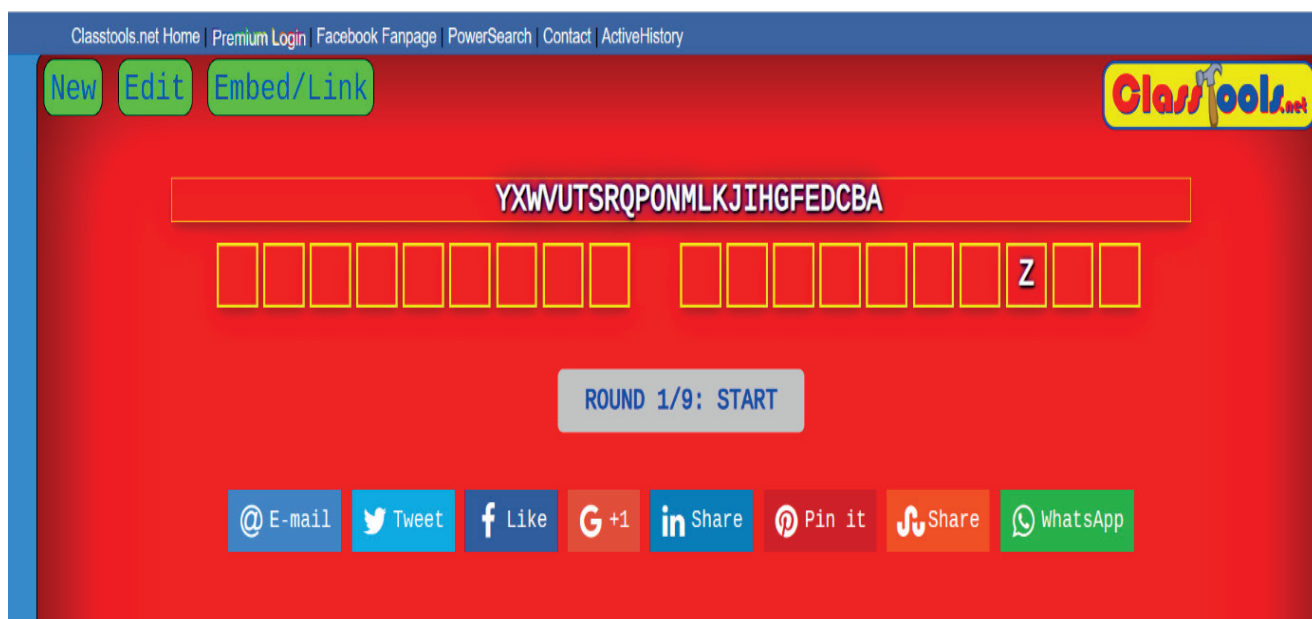 Classtools.net Home | Premium Login | Facebook Fanpage | PowerSearch | Contact | ActiveHistory
New Edit Embed/Link
ClassTools.net
YXWVUTSRQPONMLKJIHGFEDCBA
Z
ROUND 1/9: START
@ E-mail Tweet f Like G +1 in Share Pin it Share WhatsApp